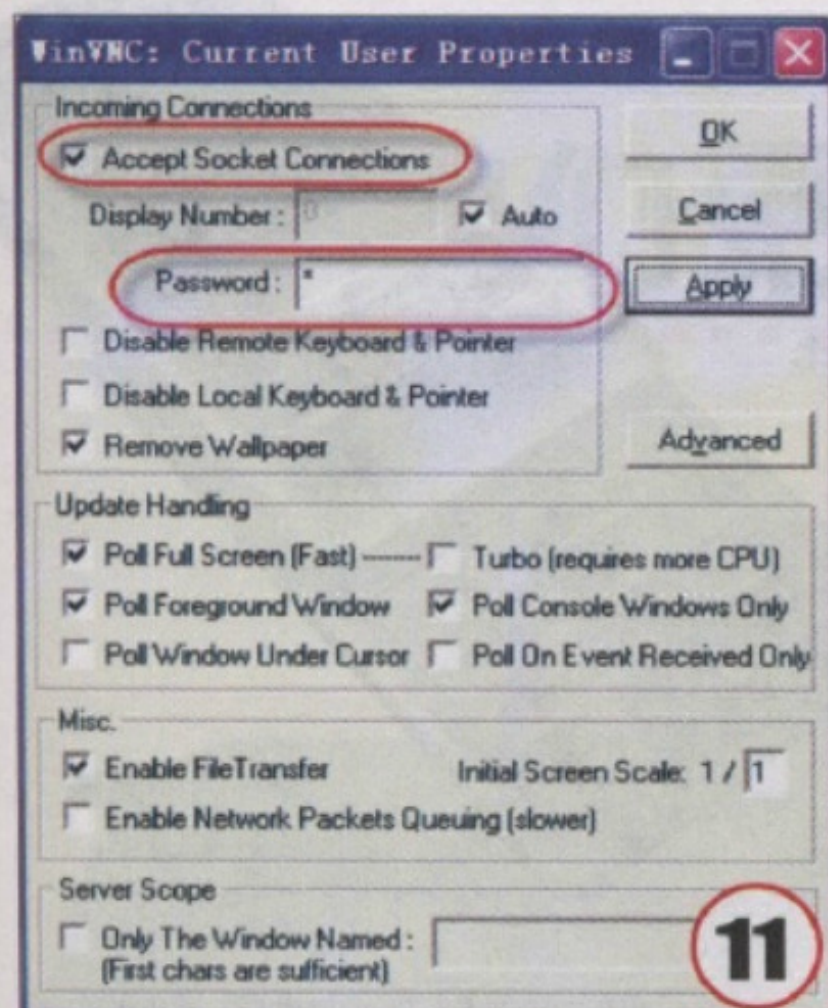 WinVNC: Current User Properties
Incoming Connections
Accept Socket Connections
Display Number: 0 Auto
Password: *
Disable Remote Keyboard & Pointer
Disable Local Keyboard & Pointer
Remove Wallpaper
OK
Cancel
Apply
Advanced
Update Handling
Poll Full Screen (Fast) ------- Turbo (requires more CPU)
Poll Foreground Window Poll Console Windows Only
Poll Window Under Cursor Poll On Event Received Only
Misc.
Enable FileTransfer Initial Screen Scale: 1 / 1
Enable Network Packets Queuing (slower)
Server Scope
Only The Window Named:
(First chars are sufficient)
11